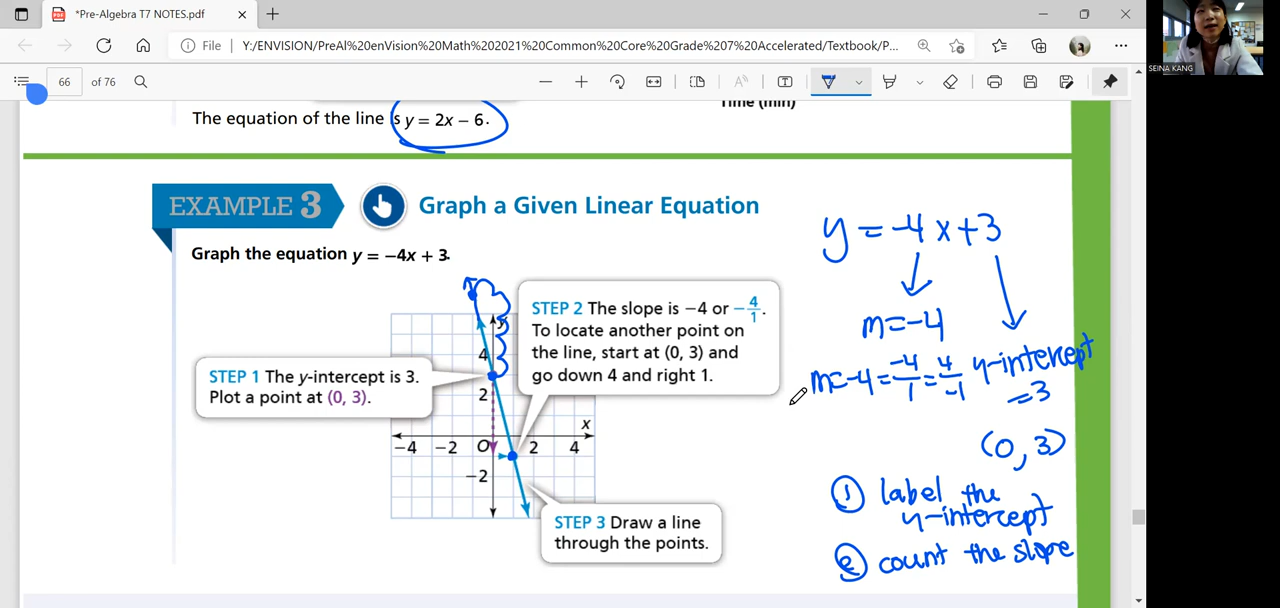 *Pre-Algebra T7 NOTES.pdf
File
Y:/ENVISION/PreAl%20enVision%20Math%202021%20Common%20Core%20Grade%207%20Accelerated/Textbook/P...
66 of 76
SEINA KANG
Time (min)
The equation of the line is y = 2x − 6.
EXAMPLE 3
Graph a Given Linear Equation
Graph the equation y = −4x + 3.
STEP 1 The y-intercept is 3.
Plot a point at (0, 3).
STEP 2 The slope is −4 or −4/1.
To locate another point on
the line, start at (0, 3) and
go down 4 and right 1.
y
4
2
x
−4 −2 O 2 4
−2
STEP 3 Draw a line
through the points.
y = -4x+3
m=-4
m=-4=-4/1=4/-1
y-intercept
=3
(0,3)
① label the
y-intercept
② count the slope